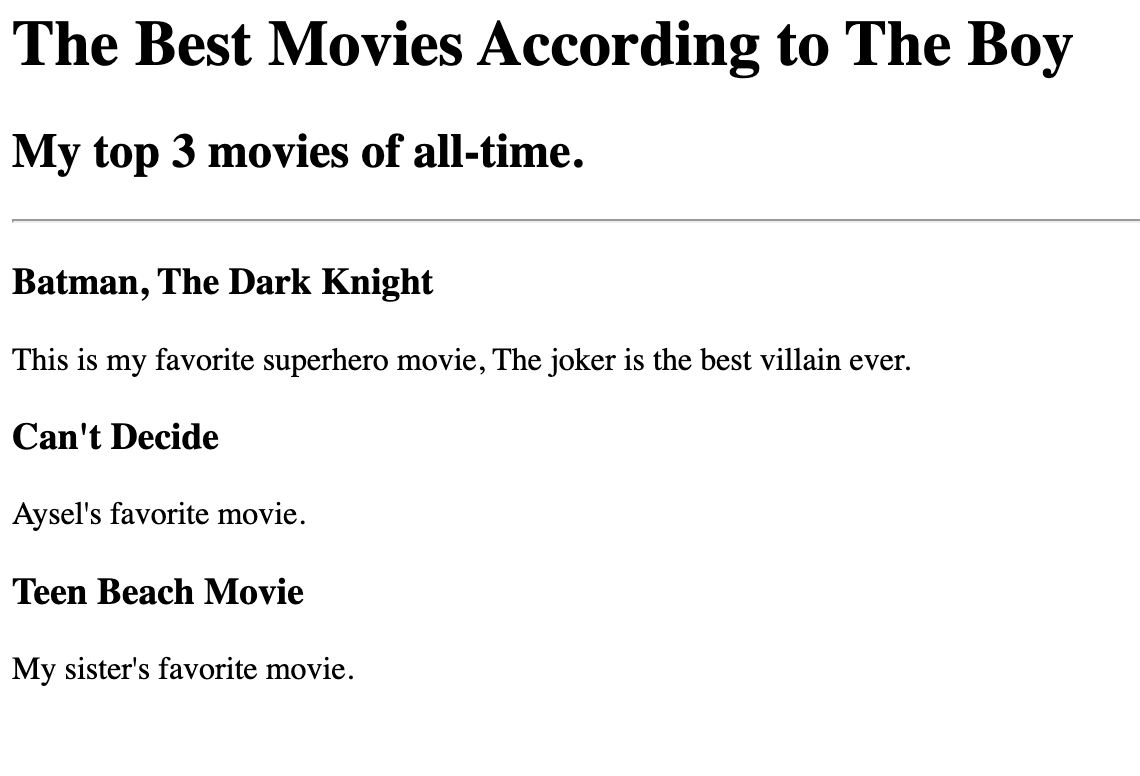 The Best Movies According to The Boy
My top 3 movies of all-time.
Batman, The Dark Knight
This is my favorite superhero movie, The joker is the best villain ever.
Can't Decide
Aysel's favorite movie.
Teen Beach Movie
My sister's favorite movie.